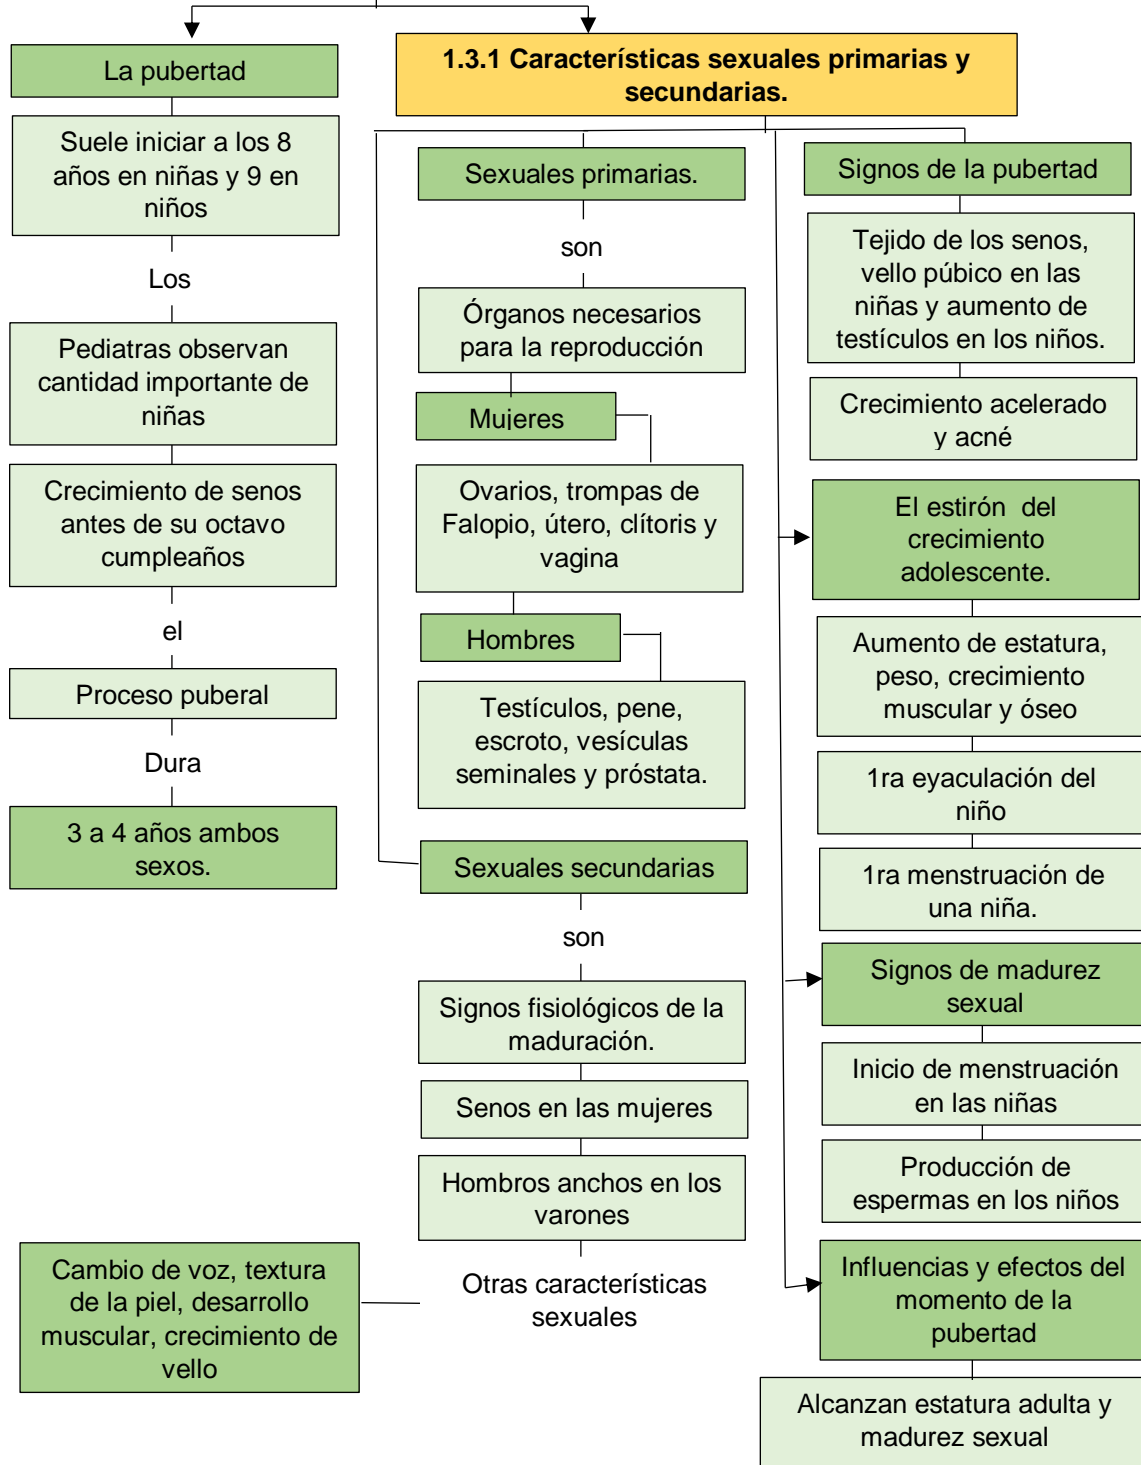 La pubertad
Suele iniciar a los 8
años en niñas y 9 en
niños
Los
Pediatras observan
cantidad importante de
niñas
Crecimiento de senos
antes de su octavo
cumpleaños
el
Proceso puberal
Dura
3 a 4 años ambos
sexos.
1.3.1 Características sexuales primarias y
secundarias.
Sexuales primarias.
son
Órganos necesarios
para la reproducción
Mujeres
Ovarios, trompas de
Falopio, útero, clítoris y
vagina
Hombres
Testículos, pene,
escroto, vesículas
seminales y próstata.
Sexuales secundarias
son
Signos fisiológicos de la
maduración.
Senos en las mujeres
Hombros anchos en los
varones
Otras características
sexuales
Cambio de voz, textura
de la piel, desarrollo
muscular, crecimiento de
vello
Signos de la pubertad
Tejido de los senos,
vello púbico en las
niñas y aumento de
testículos en los niños.
Crecimiento acelerado
y acné
El estirón del
crecimiento
adolescente.
Aumento de estatura,
peso, crecimiento
muscular y óseo
1ra eyaculación del
niño
1ra menstruación de
una niña.
Signos de madurez
sexual
Inicio de menstruación
en las niñas
Producción de
espermas en los niños
Influencias y efectos del
momento de la
pubertad
Alcanzan estatura adulta y
madurez sexual